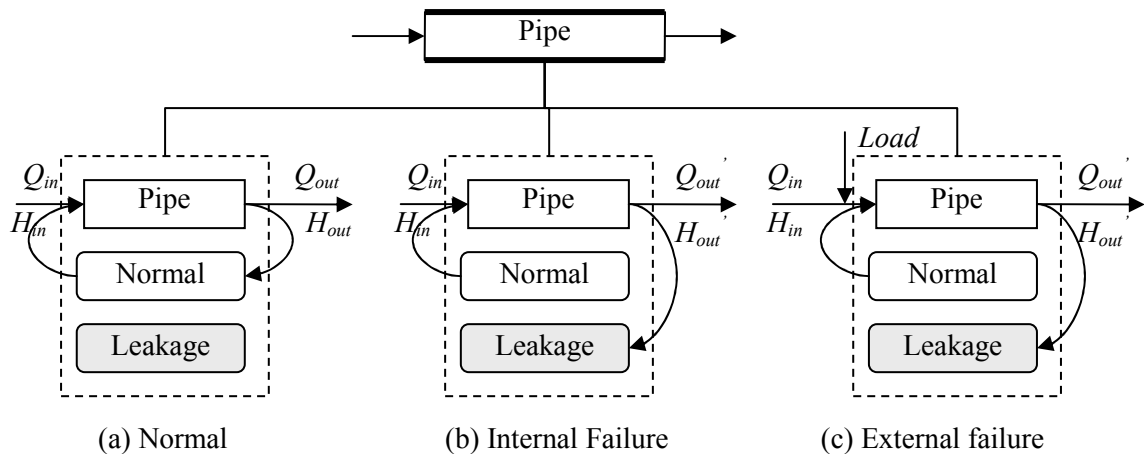 Pipe
Load
Q_in Q_out Q_in Q_out' Q_in Q_out'
Pipe Pipe Pipe
H_in H_out H_in H_out' H_in H_out'
Normal Normal Normal
Leakage Leakage Leakage
(a) Normal (b) Internal Failure (c) External failure